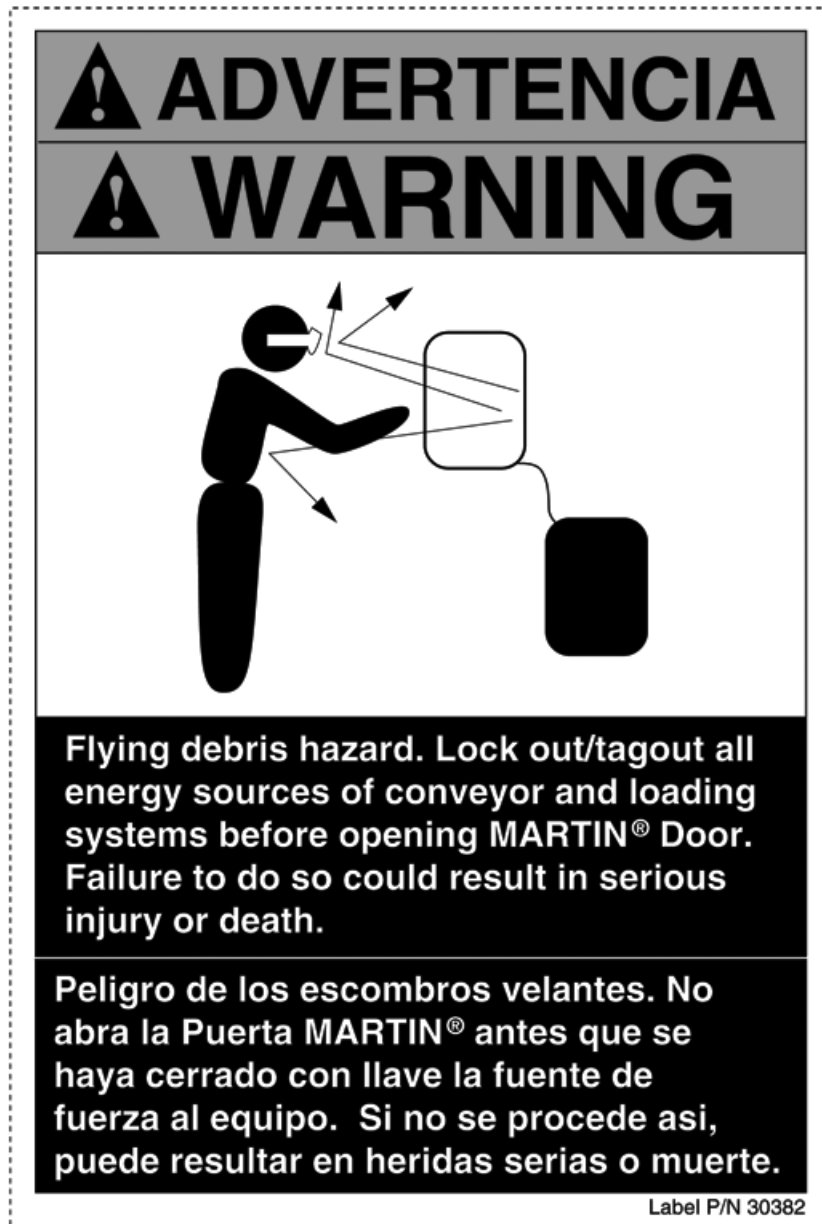 ADVERTENCIA
WARNING
Flying debris hazard. Lock out/tagout all
energy sources of conveyor and loading
systems before opening MARTIN® Door.
Failure to do so could result in serious
injury or death.
Peligro de los escombros velantes. No
abra la Puerta MARTIN® antes que se
haya cerrado con llave la fuente de
fuerza al equipo.  Si no se procede asi,
puede resultar en heridas serias o muerte.
Label P/N 30382